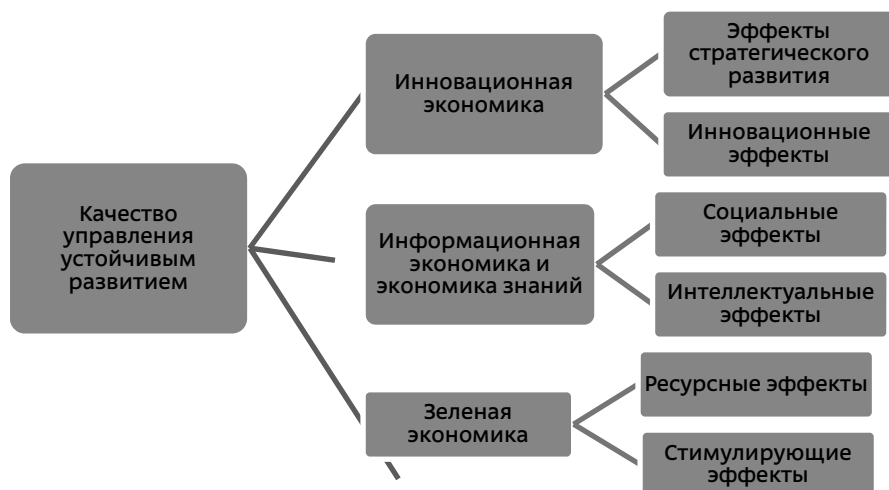 Качество
управления
устойчивым
развитием
Инновационная
экономика
Эффекты
стратегического
развития
Инновационные
эффекты
Информационная
экономика и
экономика знаний
Социальные
эффекты
Интеллектуальные
эффекты
Зеленая
экономика
Ресурсные эффекты
Стимулирующие
эффекты